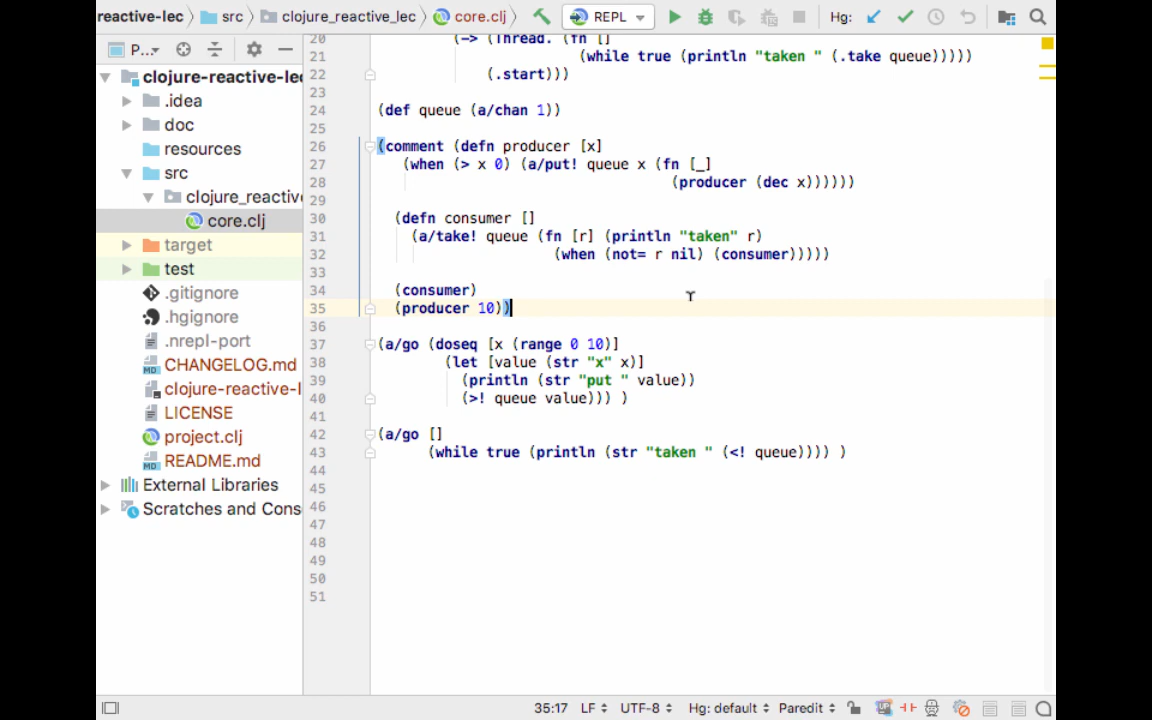 reactive-lec src clojure_reactive_lec core.clj REPL Hg:
P...
clojure-reactive-lec
.idea
doc
resources
src
clojure_reactiv
core.clj
target
test
.gitignore
.hgignore
.nrepl-port
CHANGELOG.md
clojure-reactive-l
LICENSE
project.clj
README.md
External Libraries
Scratches and Cons
20 (-> (Thread. (fn []
21 (while true (println "taken " (.take queue)))))
22 (.start)))
23
24 (def queue (a/chan 1))
25
26 (comment (defn producer [x]
27 (when (> x 0) (a/put! queue x (fn [_]
28 (producer (dec x))))))
29
30 (defn consumer []
31 (a/take! queue (fn [r] (println "taken" r)
32 (when (not= r nil) (consumer)))))
33
34 (consumer)
35 (producer 10))
36
37 (a/go (doseq [x (range 0 10)]
38 (let [value (str "x" x)]
39 (println (str "put " value))
40 (>! queue value))) )
41
42 (a/go []
43 (while true (println (str "taken " (<! queue)))) )
44
45
46
47
48
49
50
51
35:17 LF UTF-8 Hg: default Paredit